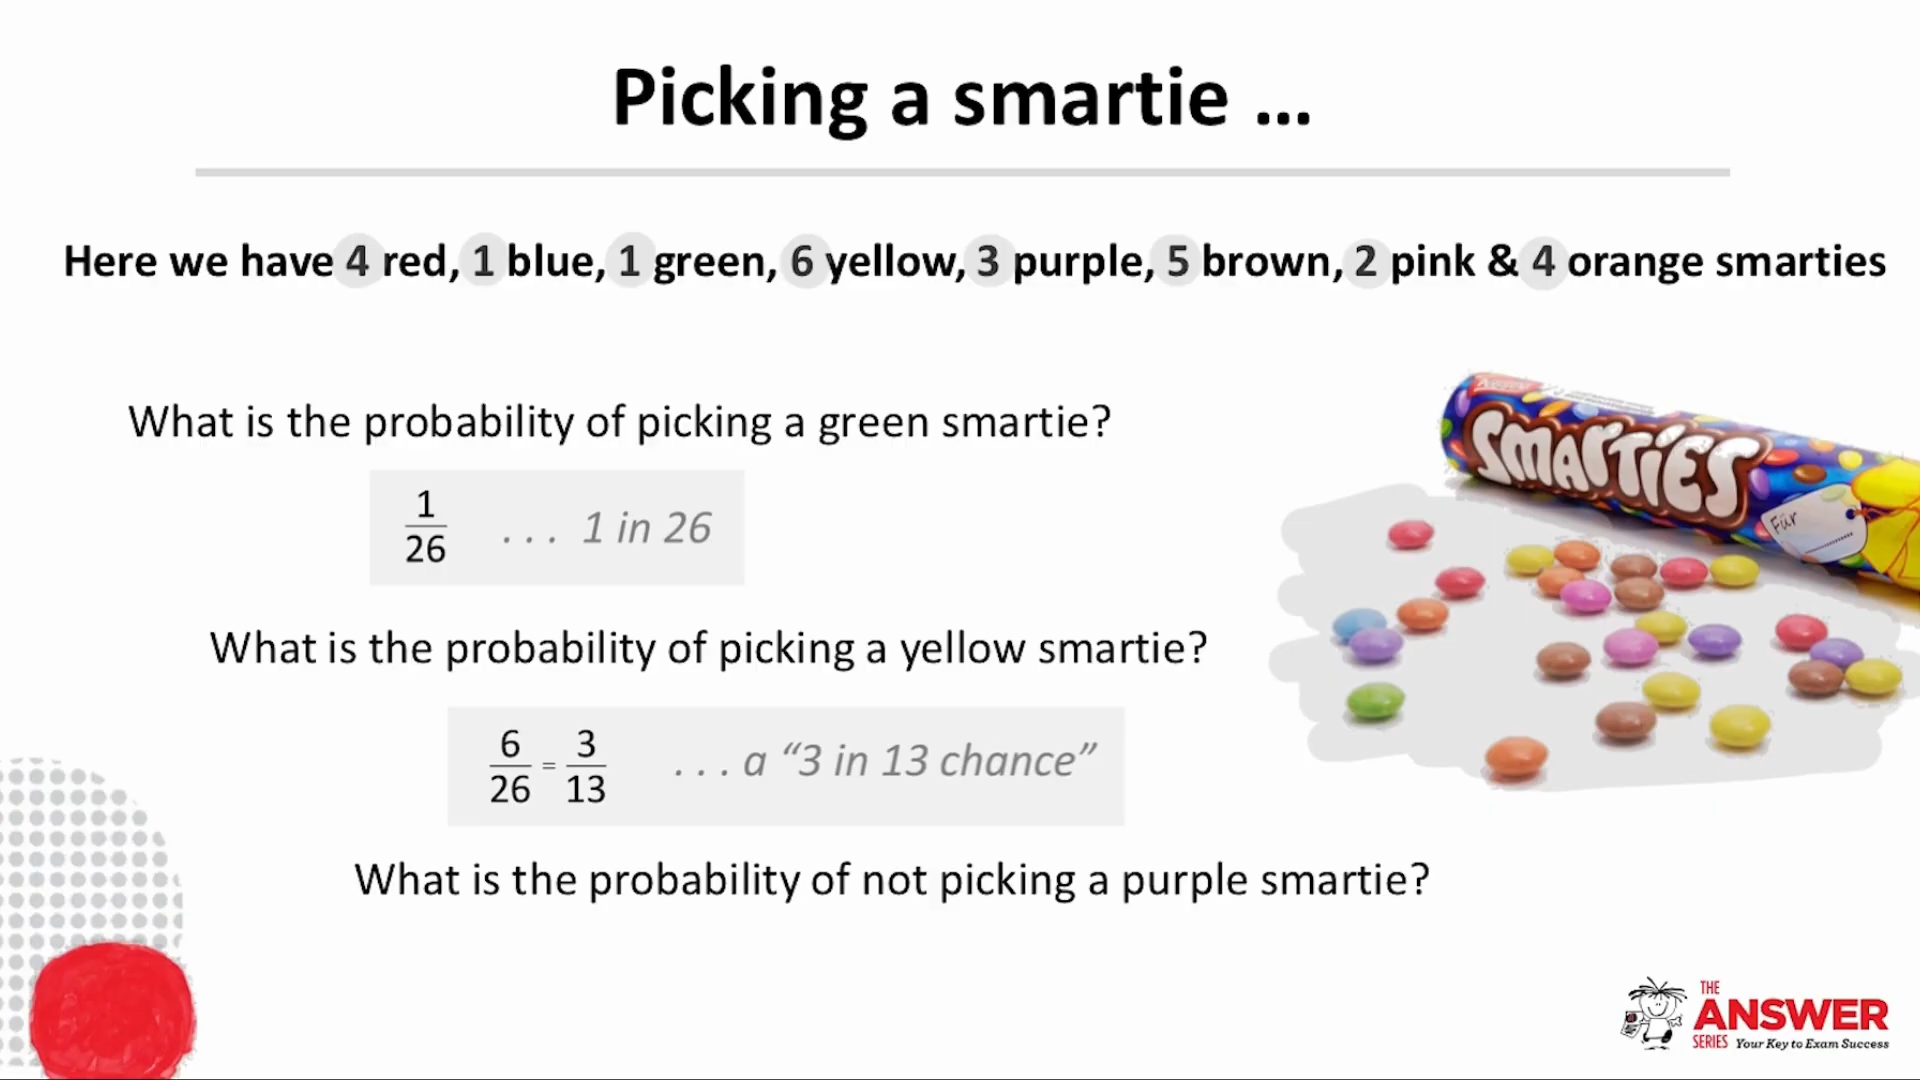 Picking a smartie ...
Here we have 4 red, 1 blue, 1 green, 6 yellow, 3 purple, 5 brown, 2 pink & 4 orange smarties
What is the probability of picking a green smartie?
1/26 . . . 1 in 26
What is the probability of picking a yellow smartie?
6/26 = 3/13 . . . a “3 in 13 chance”
What is the probability of not picking a purple smartie?
SMARTIES
Für
THE
ANSWER
SERIES Your Key to Exam Success